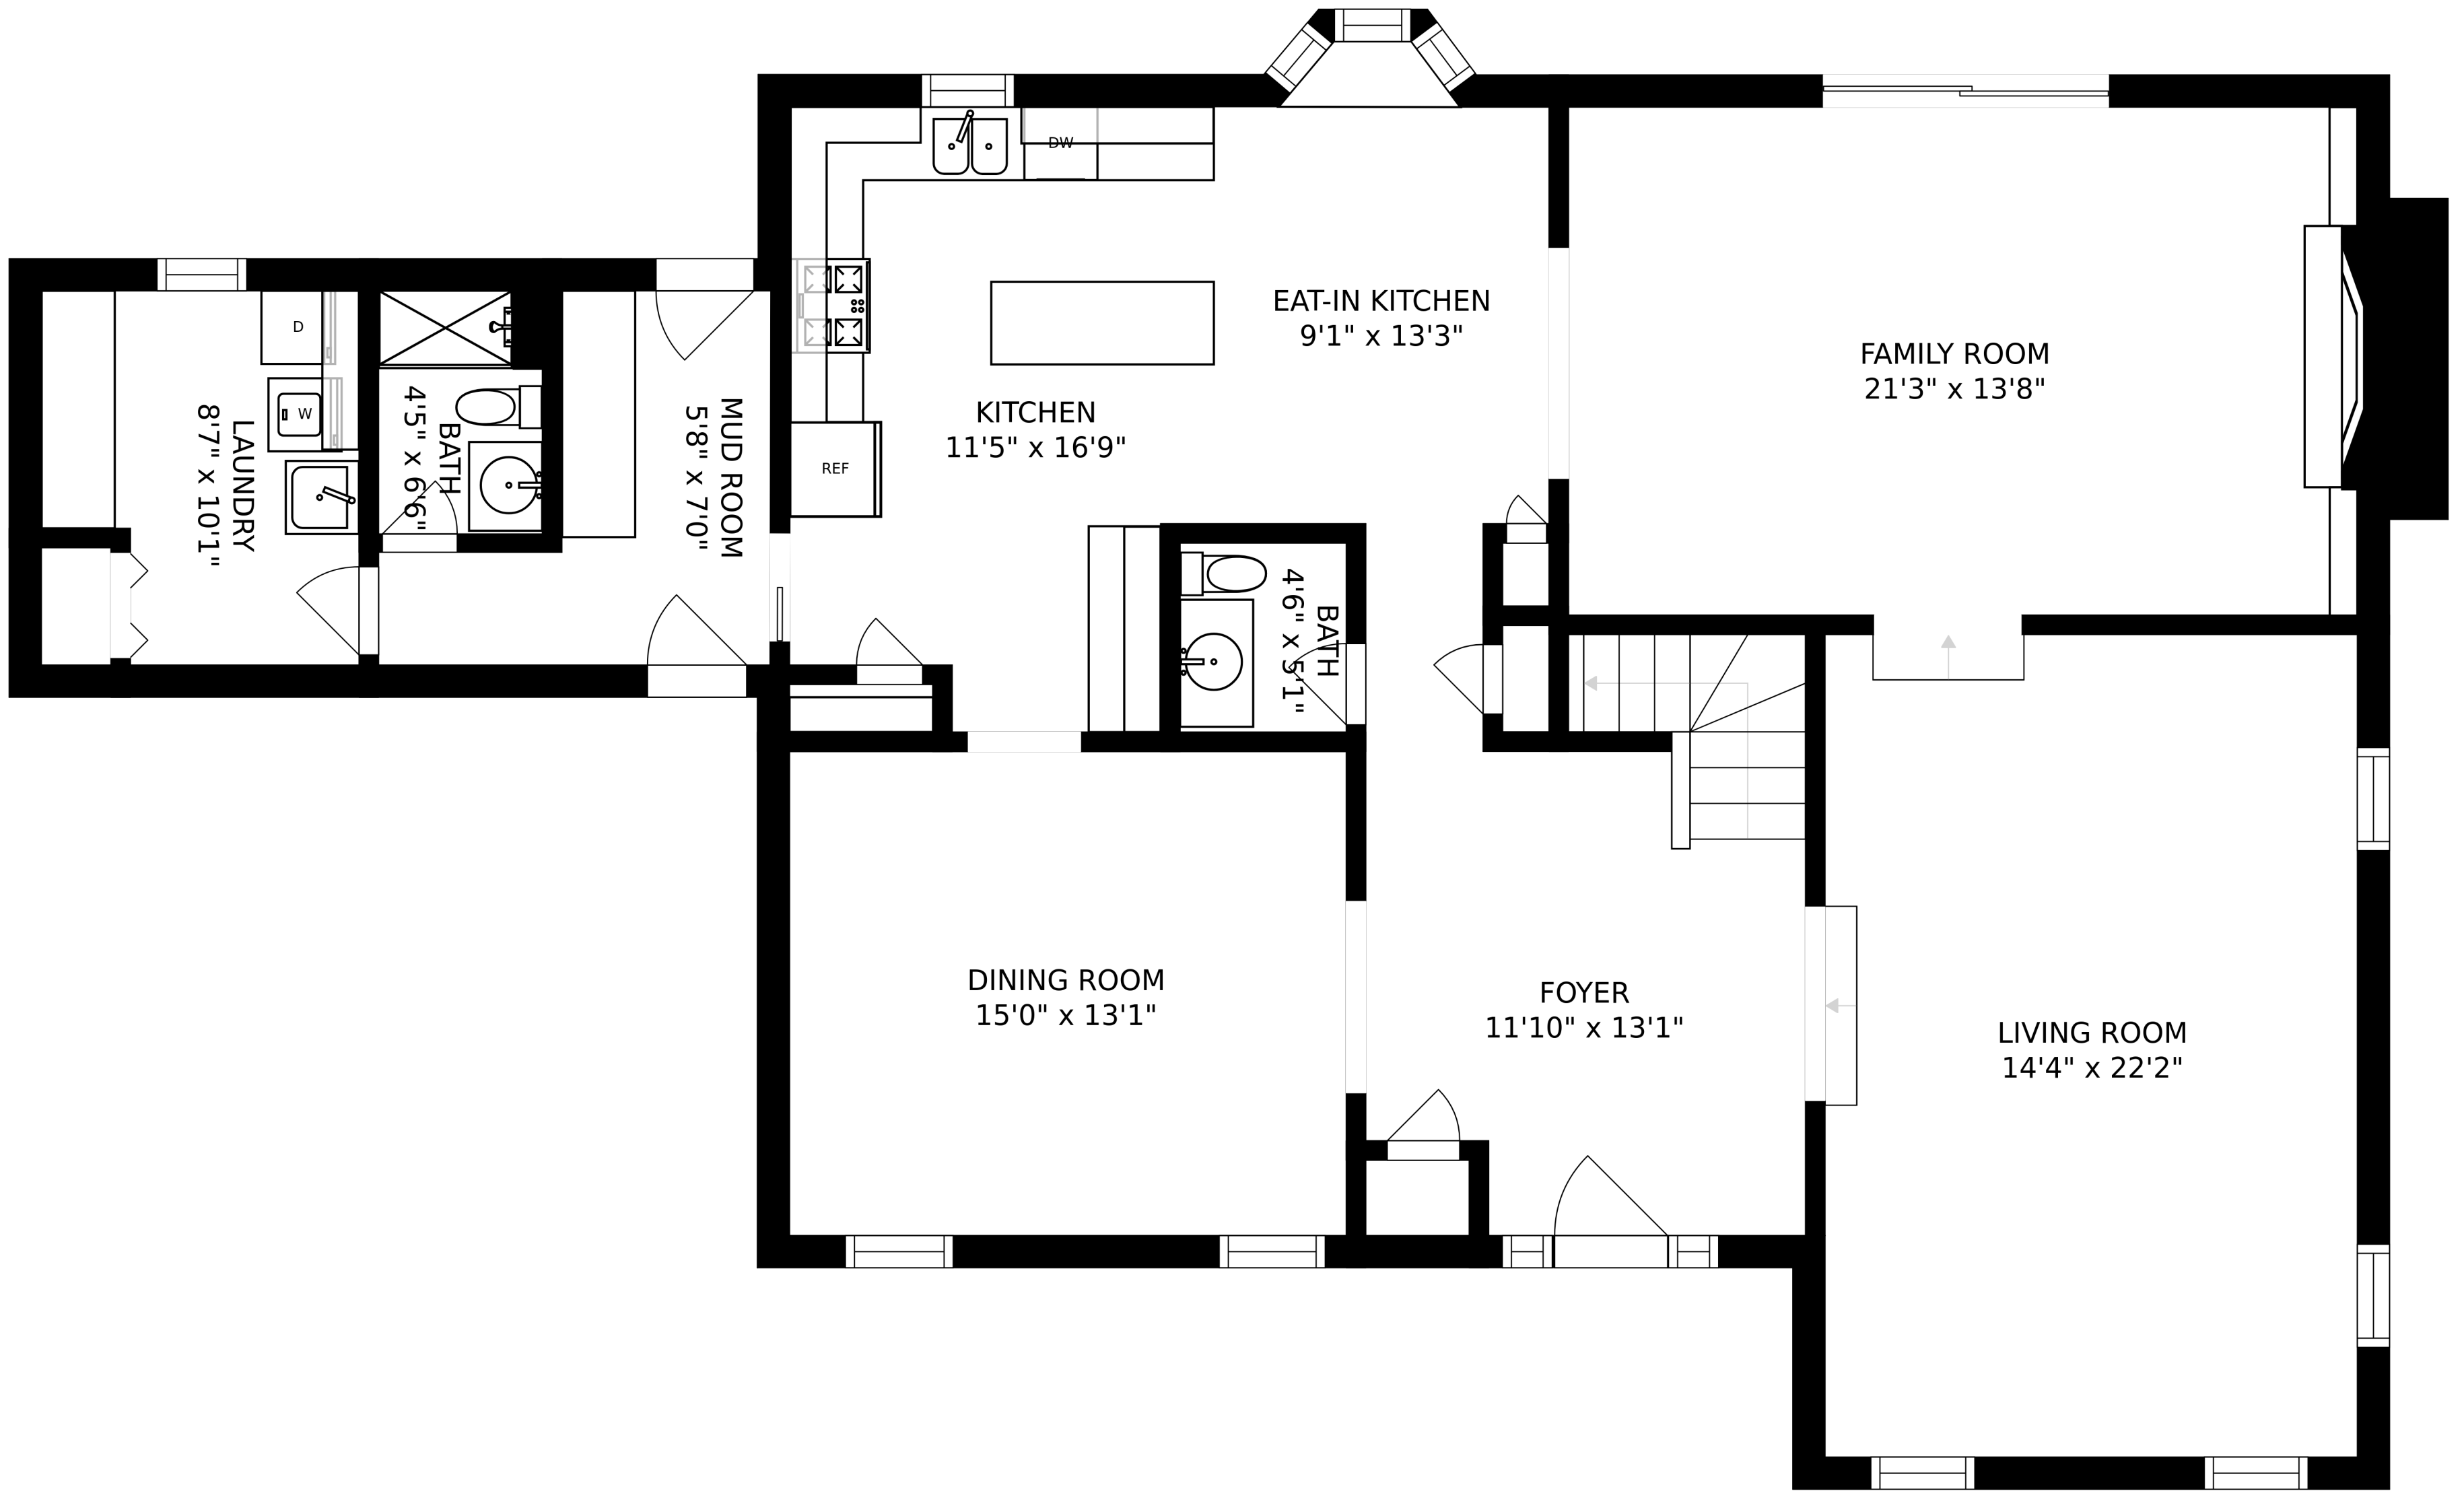 DW
D
W
EAT-IN KITCHEN
9'1" x 13'3"
FAMILY ROOM
21'3" x 13'8"
KITCHEN
11'5" x 16'9"
REF
LAUNDRY
8'7" x 10'1"
BATH
4'5" x 6'6"
MUD ROOM
5'8" x 7'0"
BATH
4'6" x 5'1"
DINING ROOM
15'0" x 13'1"
FOYER
11'10" x 13'1"
LIVING ROOM
14'4" x 22'2"